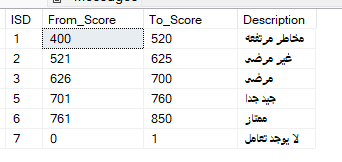 ISD From_Score To_Score Description
1 400 520 مخاطر مرتفعه
2 521 625 غير مرضى
3 626 700 مرضى
5 701 760 جيد جدا
6 761 850 ممتاز
7 0 1 لا يوجد تعامل